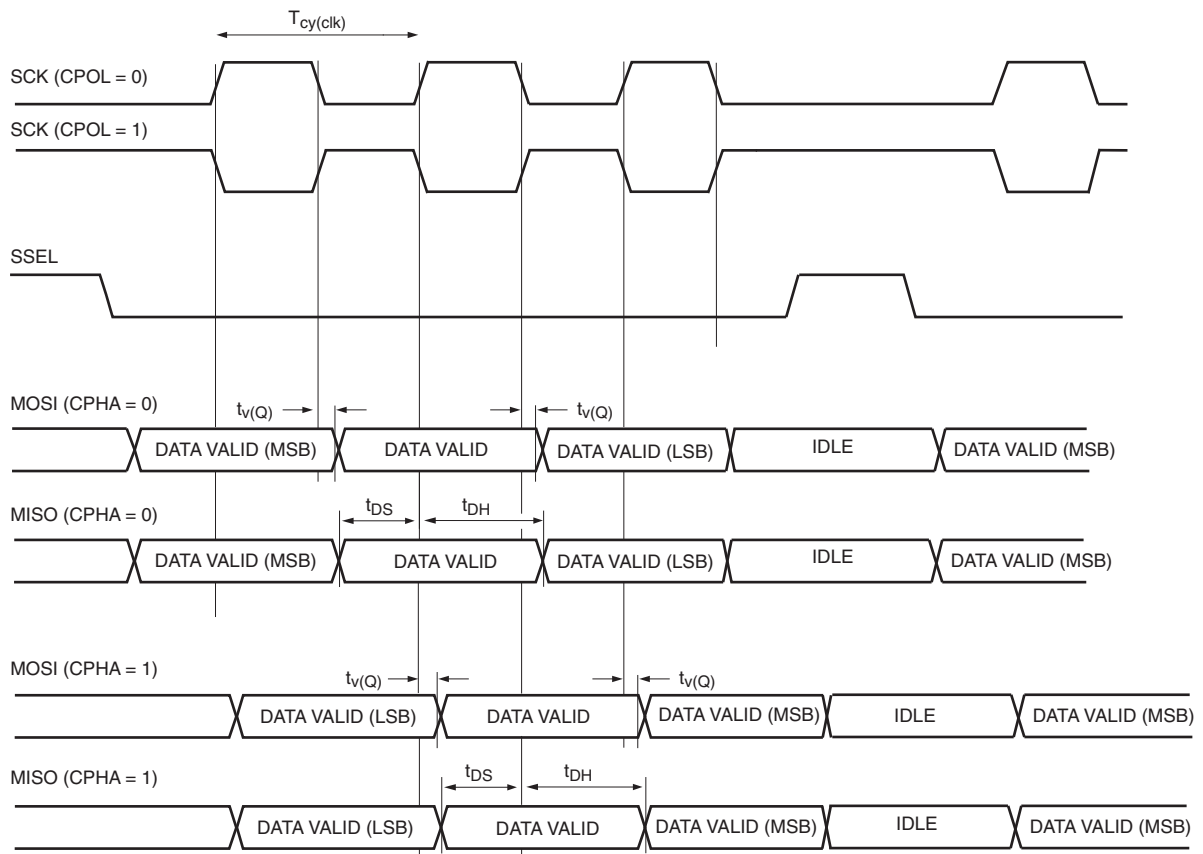 Tcy(clk)
SCK (CPOL = 0)
SCK (CPOL = 1)
SSEL
MOSI (CPHA = 0)
tv(Q) tv(Q)
DATA VALID (MSB) DATA VALID DATA VALID (LSB) IDLE DATA VALID (MSB)
tDS tDH
MISO (CPHA = 0)
DATA VALID (MSB) DATA VALID DATA VALID (LSB) IDLE DATA VALID (MSB)
MOSI (CPHA = 1)
tv(Q) tv(Q)
DATA VALID (LSB) DATA VALID DATA VALID (MSB) IDLE DATA VALID (MSB)
tDS tDH
MISO (CPHA = 1)
DATA VALID (LSB) DATA VALID DATA VALID (MSB) IDLE DATA VALID (MSB)